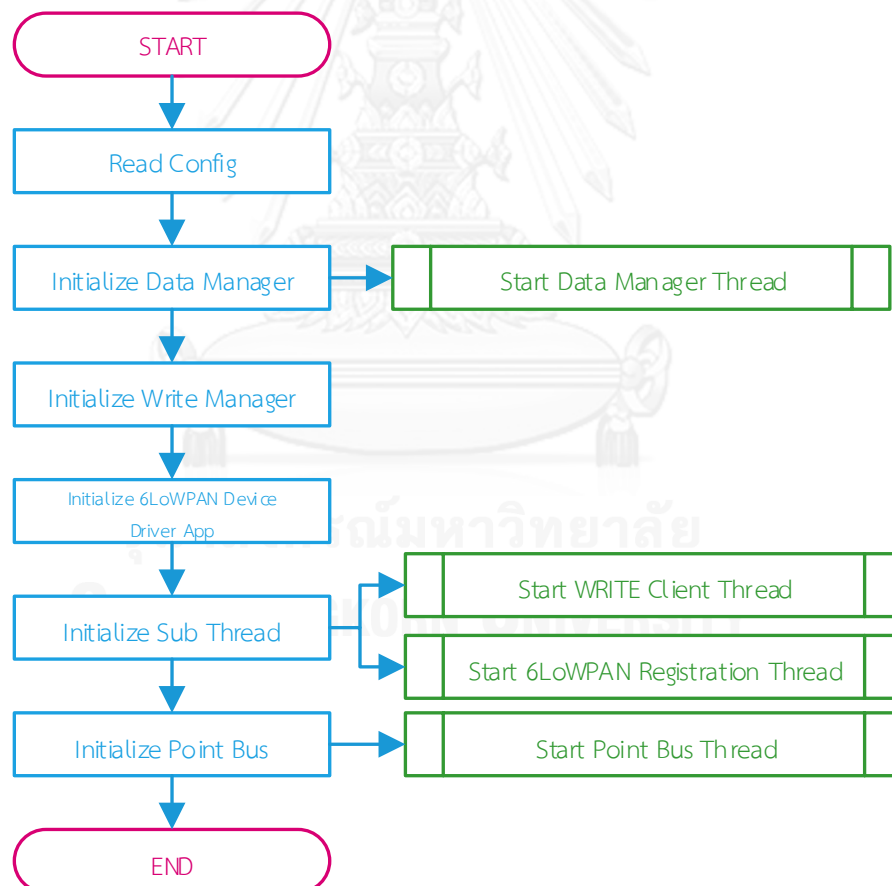 START
Read Config
Initialize Data Manager
Start Data Manager Thread
Initialize Write Manager
Initialize 6LoWPAN Device
Driver App
Initialize Sub Thread
Start WRITE Client Thread
Start 6LoWPAN Registration Thread
Initialize Point Bus
Start Point Bus Thread
END